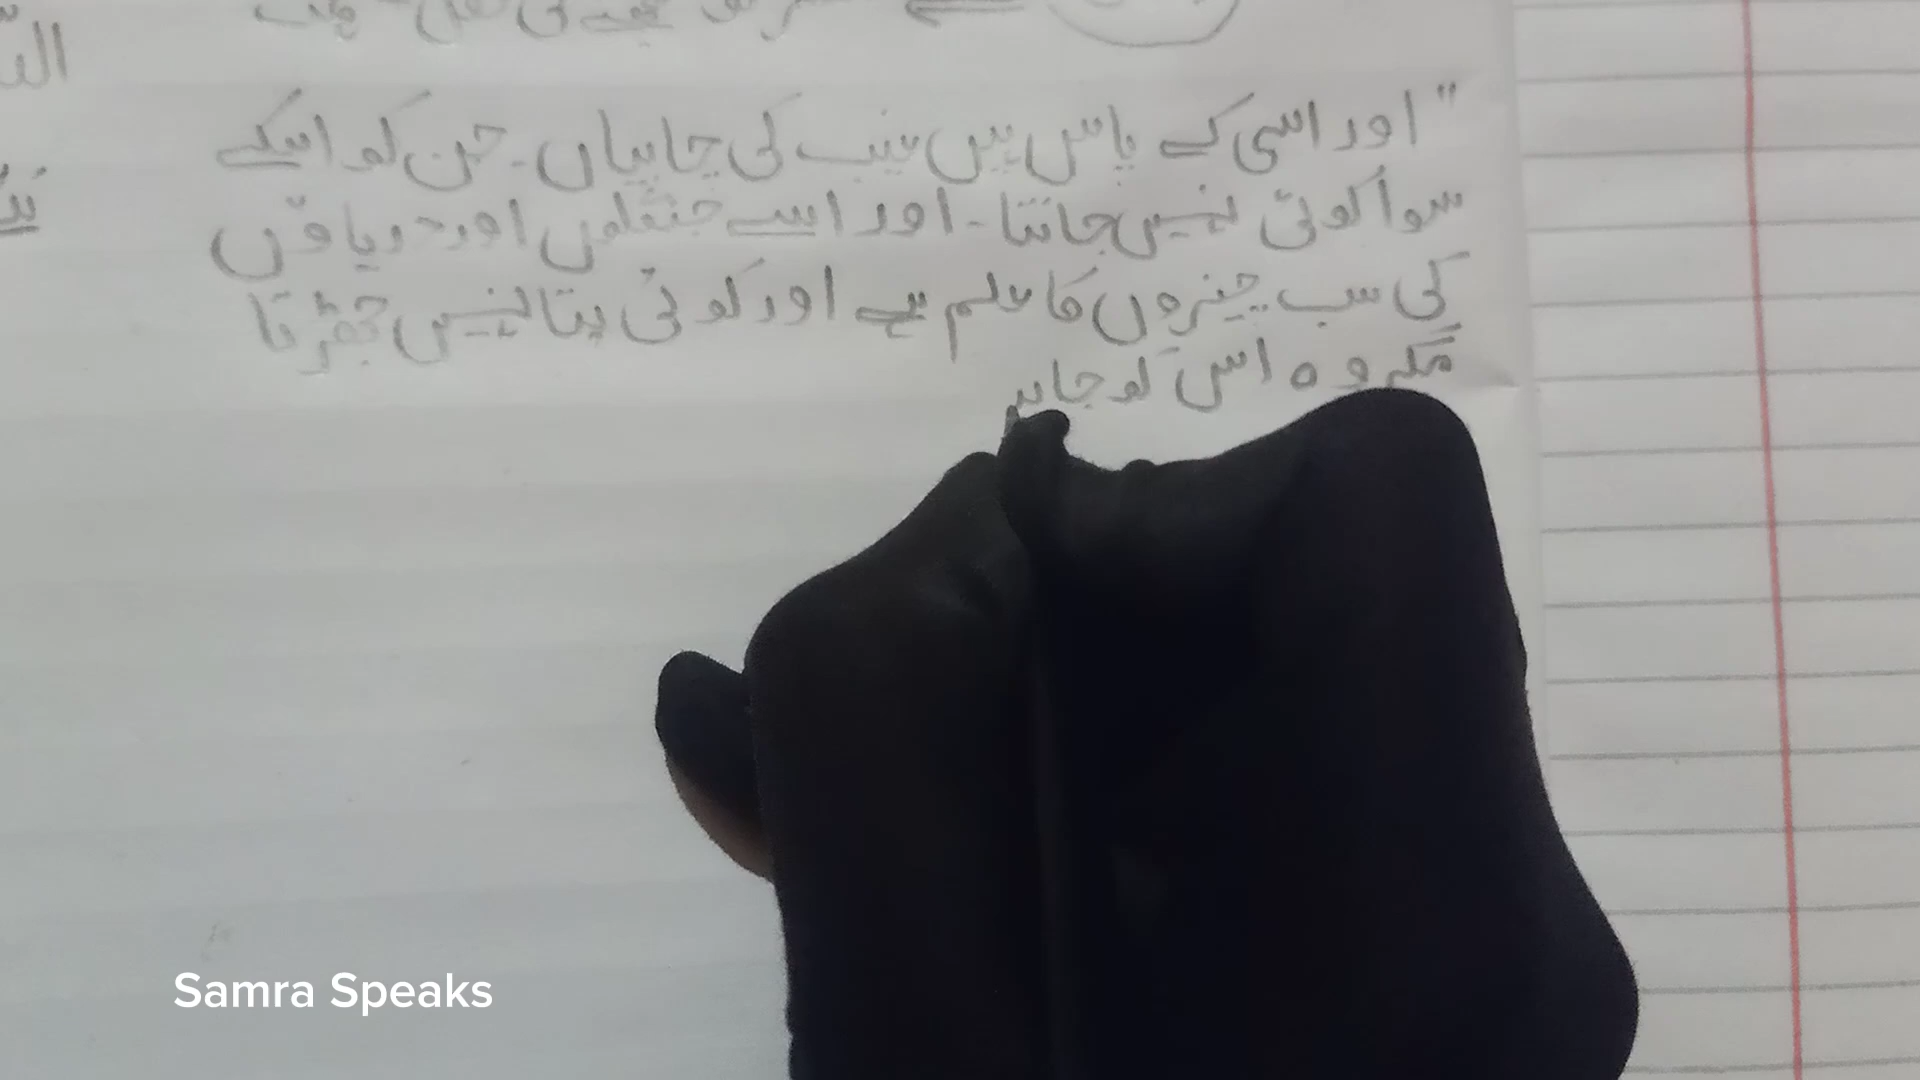 " اور اسی کے پاس ہیں غیب کی چابیاں۔ جن کو اسکے
سوا کوئی نہیں جانتا۔ اور اسے جنگلوں اور دریاؤں
کی سب چیزوں کا علم ہے اور کوئی پتا نہیں جھڑتا
مگر وہ اس کو جان
Samra Speaks